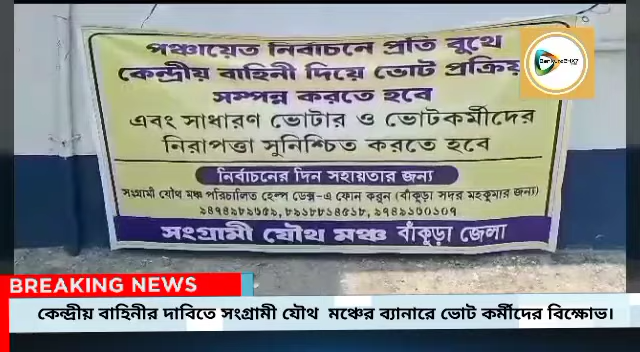 পঞ্চায়েত নির্বাচনে প্রতি বুথে
কেন্দ্রীয় বাহিনী দিয়ে ভোট প্রক্রিয়
সম্পন্ন করতে হবে
এবং সাধারণ ভোটার ও ভোটকর্মীদের
নিরাপত্তা সুনিশ্চিত করতে হবে
নির্বাচনের দিন সহায়তার জন্য
সংগ্রামী যৌথ মঞ্চ পরিচালিত হেল্প ডেক্স-এ ফোন করুন (বাঁকুড়া সদর মহকুমার জন্য)
সংগ্রামী যৌথ মঞ্চ বাঁকুড়া জেলা
Bankura24X7
BREAKING NEWS
কেন্দ্রীয় বাহিনীর দাবিতে সংগ্রামী যৌথ মঞ্চের ব্যানারে ভোট কর্মীদের বিক্ষোভ।